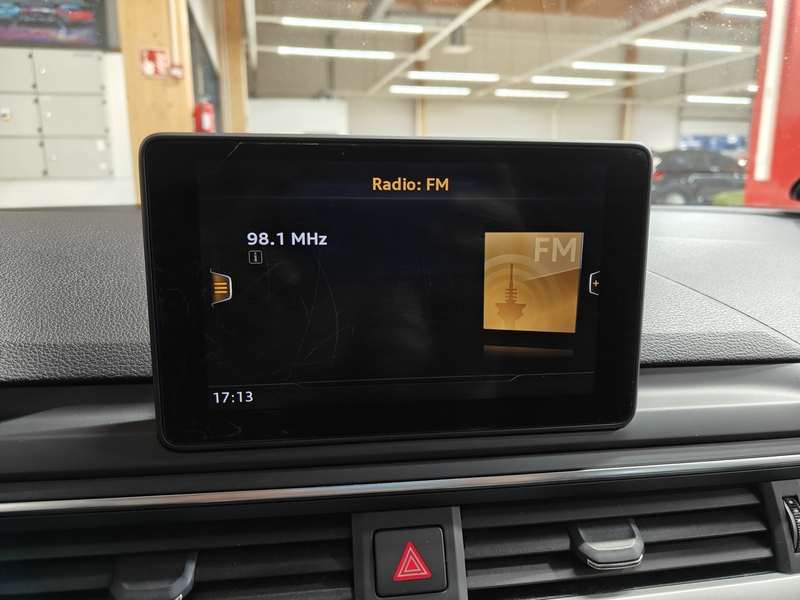 Radio: FM
98.1 MHz
i
FM
+
17:13